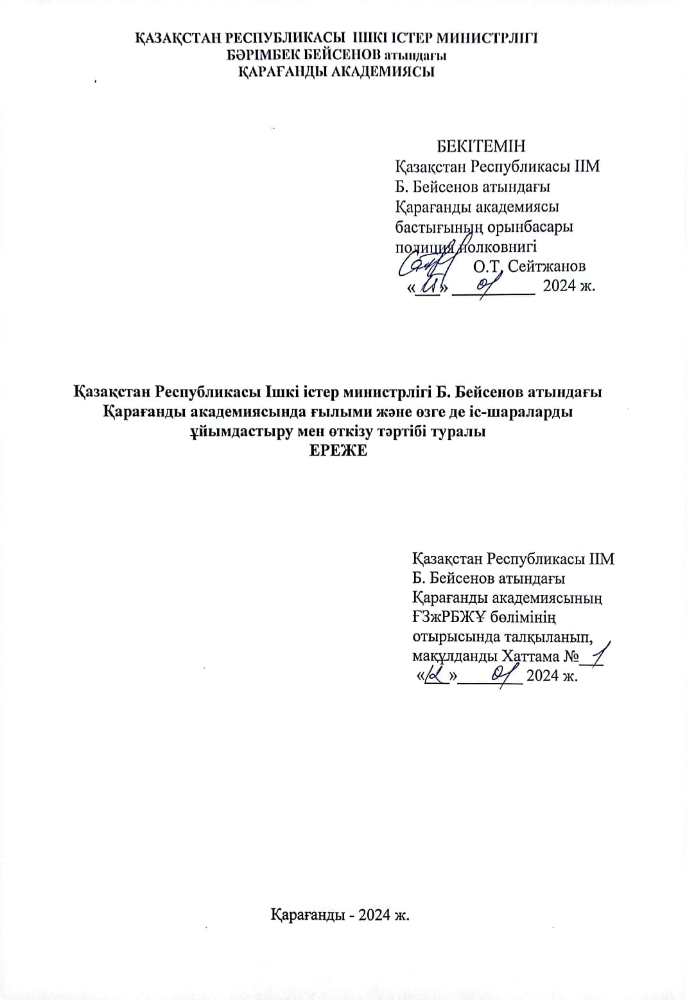 ҚАЗАҚСТАН РЕСПУБЛИКАСЫ ІШКІ ІСТЕР МИНИСТРЛІГІ
БӘРІМБЕК БЕЙСЕНОВ атындағы
ҚАРАҒАНДЫ АКАДЕМИЯСЫ
БЕКІТЕМІН
Қазақстан Республикасы ІІМ
Б. Бейсенов атындағы
Қарағанды академиясы
бастығының орынбасары
полиция полковнигі
О.Т. Сейтжанов
«___» 01 2024 ж.
Қазақстан Республикасы Ішкі істер министрлігі Б. Бейсенов атындағы
Қарағанды академиясында ғылыми және өзге де іс-шараларды
ұйымдастыру мен өткізу тәртібі туралы
ЕРЕЖЕ
Қазақстан Республикасы ІІМ
Б. Бейсенов атындағы
Қарағанды академиясының
ҒЗжРБЖҰ бөлімінің
отырысында талқыланып,
мақұлданды Хаттама № 1
«___» 01 2024 ж.
Қарағанды - 2024 ж.